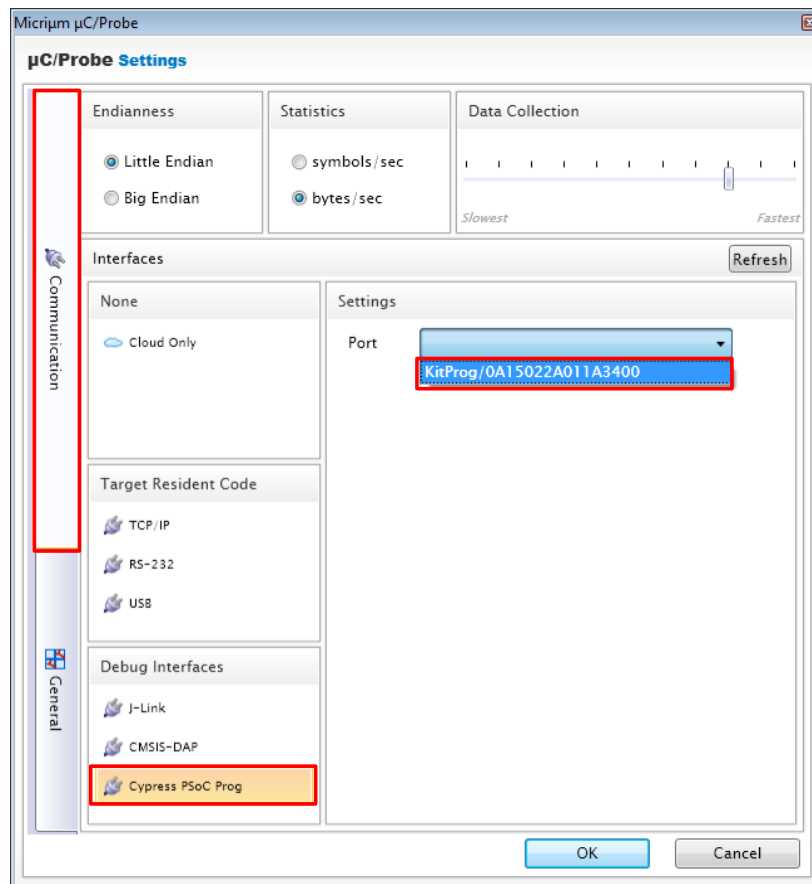 Micriµm µC/Probe
µC/Probe Settings
Communication
General
Endianness
Little Endian
Big Endian
Statistics
symbols/sec
bytes/sec
Data Collection
Slowest
Fastest
Interfaces
Refresh
None
Cloud Only
Target Resident Code
TCP/IP
RS-232
USB
Debug Interfaces
J-Link
CMSIS-DAP
Cypress PSoC Prog
Settings
Port
KitProg/0A15022A011A3400
OK
Cancel